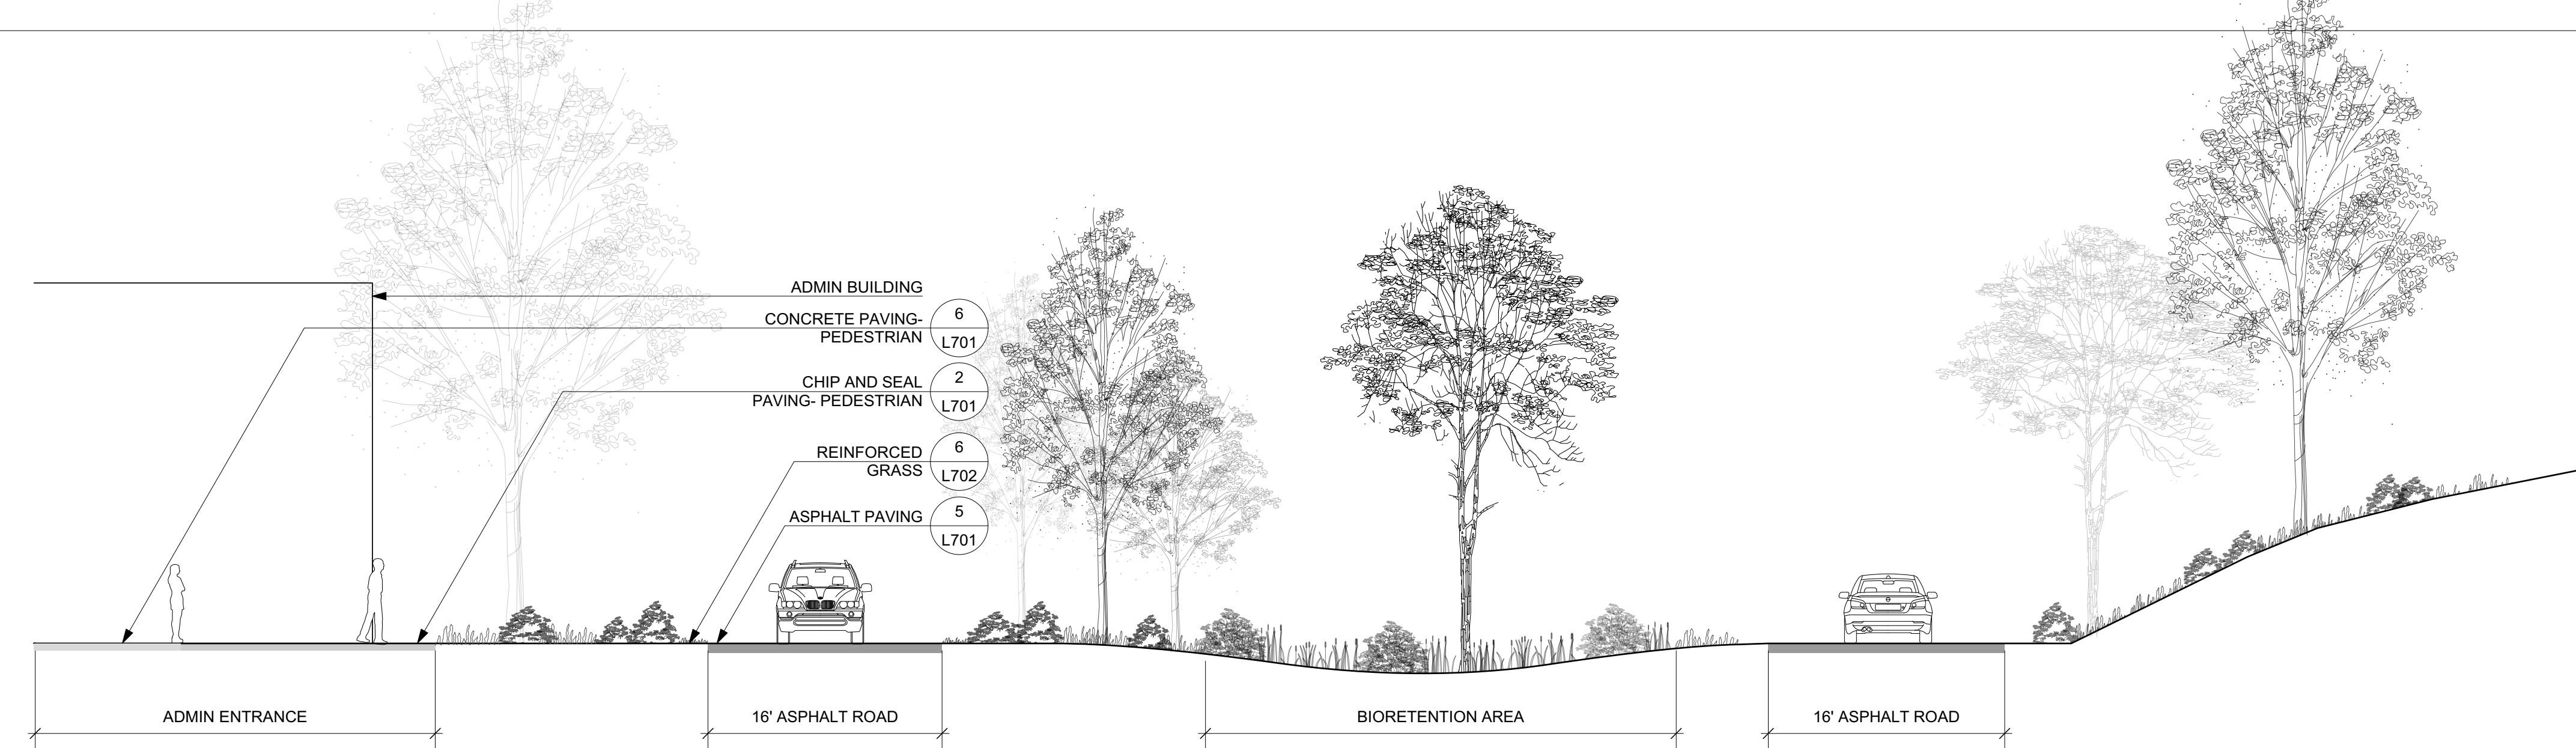 ADMIN BUILDING
CONCRETE PAVING-
PEDESTRIAN
6
L701
CHIP AND SEAL
PAVING- PEDESTRIAN
2
L701
REINFORCED
GRASS
6
L702
ASPHALT PAVING
5
L701
ADMIN ENTRANCE
16' ASPHALT ROAD
BIORETENTION AREA
16' ASPHALT ROAD